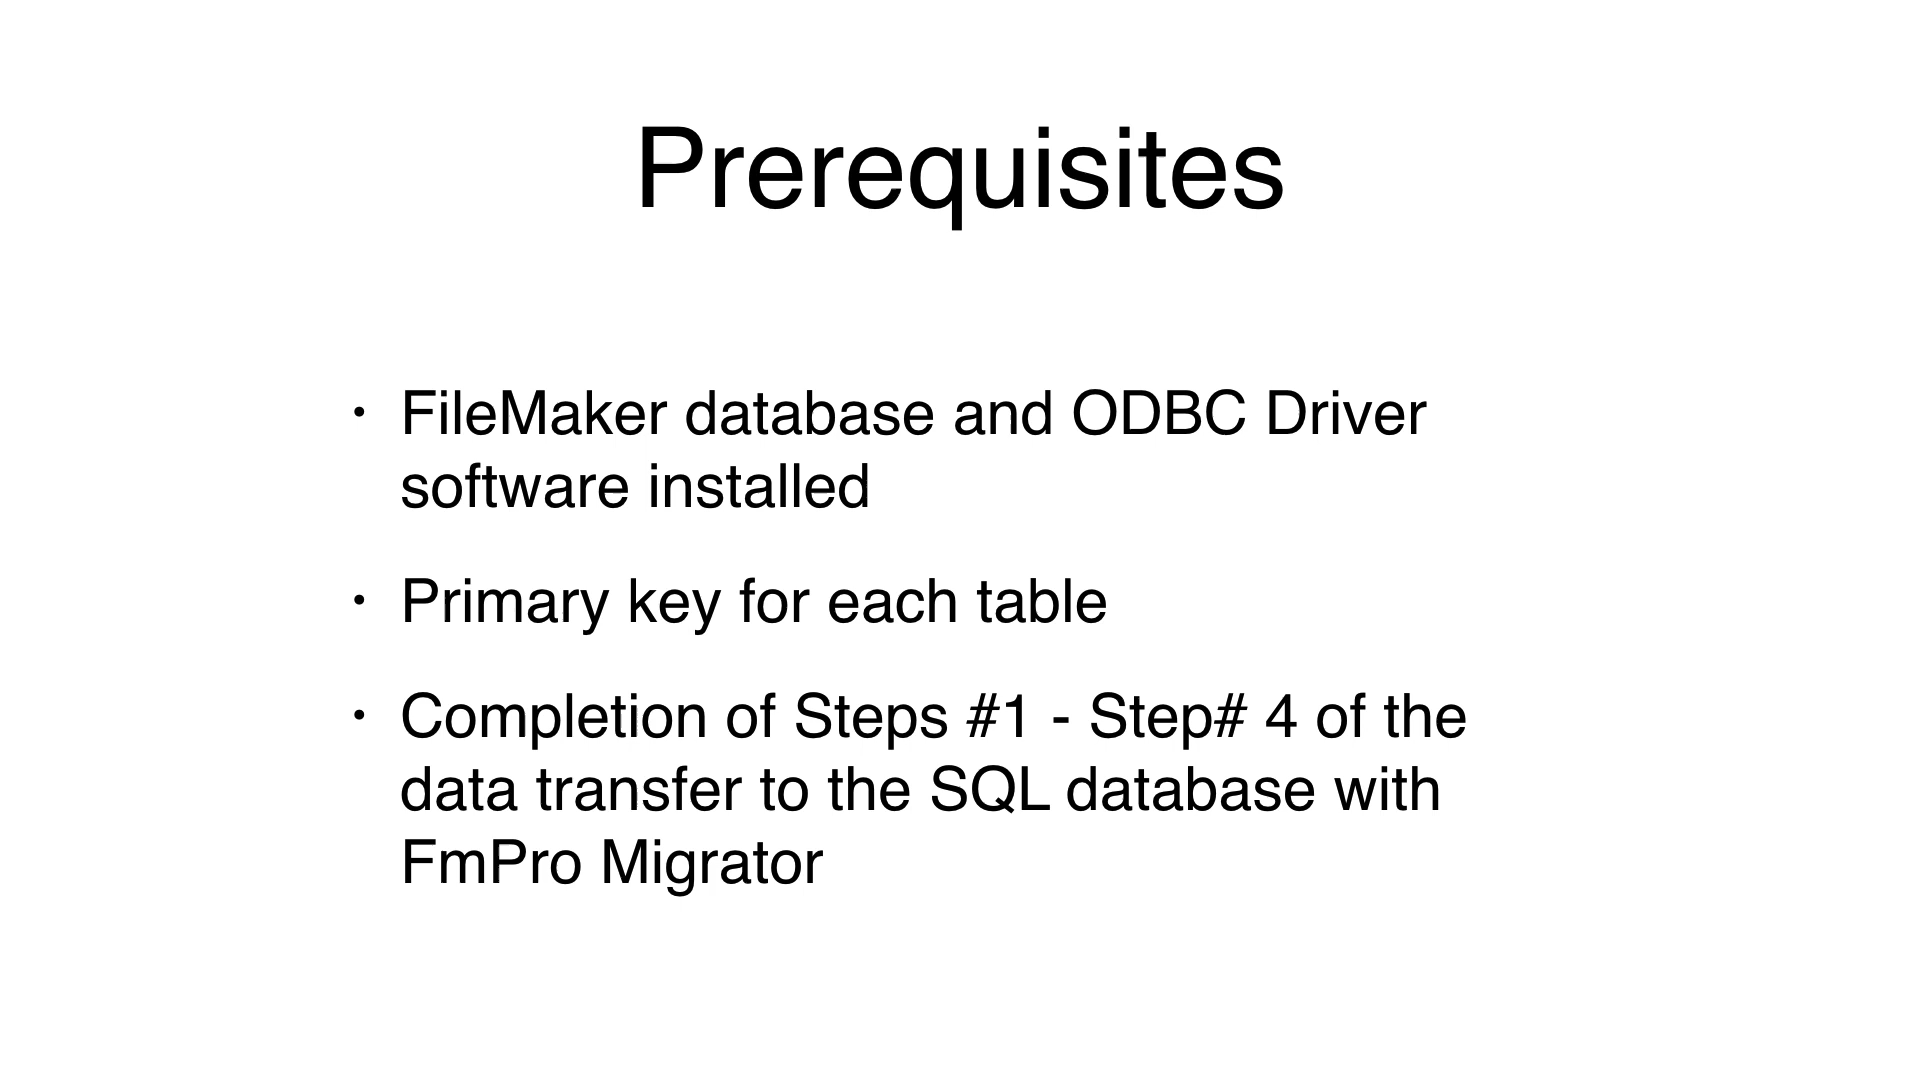 Prerequisites
• FileMaker database and ODBC Driver
software installed
• Primary key for each table
• Completion of Steps #1 - Step# 4 of the
data transfer to the SQL database with
FmPro Migrator